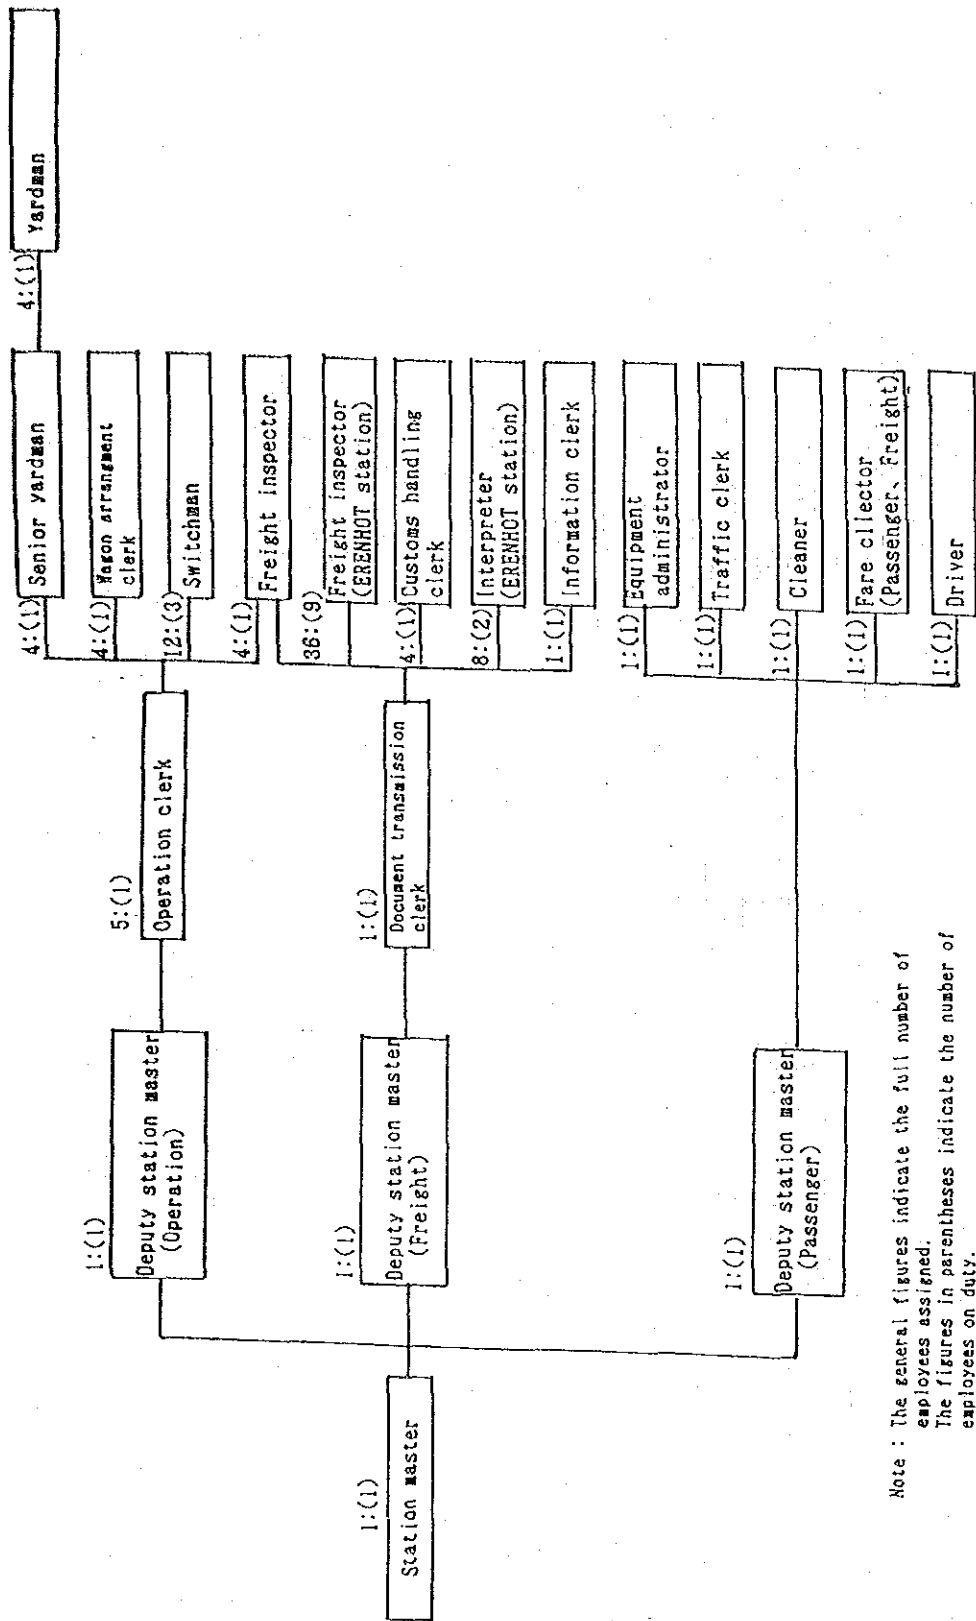 1:(1)
Station master
1:(1)
Deputy station master
(Operation)
1:(1)
Deputy station master
(Freight)
1:(1)
Deputy station master
(Passenger)
5:(1)
Operation clerk
1:(1)
Document transmission
clerk
4:(1)
Senior yardman
4:(1)
Yardman
4:(1)
Wagon arrangment
clerk
12:(3)
Switchman
4:(1)
Freight inspector
36:(9)
Freight inspector
(ERENHOT station)
4:(1)
Customs handling
clerk
8:(2)
Interpreter
(ERENHOT station)
1:(1)
Information clerk
1:(1)
Equipment
administrator
1:(1)
Traffic clerk
1:(1)
Cleaner
1:(1)
Fare cllector
(Passenger, Freight)
1:(1)
Driver
Note : The general figures indicate the full number of
employees assigned.
The figures in parentheses indicate the number of
employees on duty.